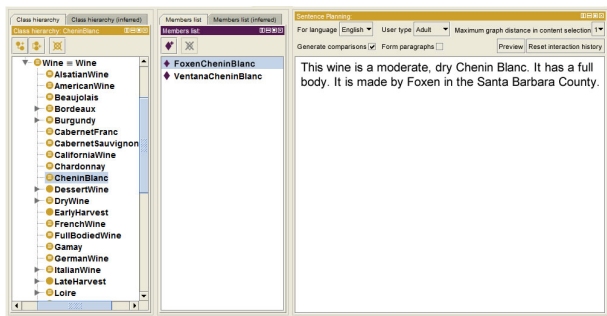 Class hierarchy
Class hierarchy (inferred)
Class hierarchy: CheninBlanc
Wine ≡ Wine
AlsatianWine
AmericanWine
Beaujolais
Bordeaux
Burgundy
CabernetFranc
CabernetSauvignon
CaliforniaWine
Chardonnay
CheninBlanc
DessertWine
DryWine
EarlyHarvest
FrenchWine
FullBodiedWine
Gamay
GermanWine
ItalianWine
LateHarvest
Loire
Members list
Members list (inferred)
Members list:
FoxenCheninBlanc
VentanaCheninBlanc
Sentence Planning:
For language English User type Adult Maximum graph distance in content selection 1
Generate comparisons Form paragraphs Preview Reset interaction history
This wine is a moderate, dry Chenin Blanc. It has a full
body. It is made by Foxen in the Santa Barbara County.